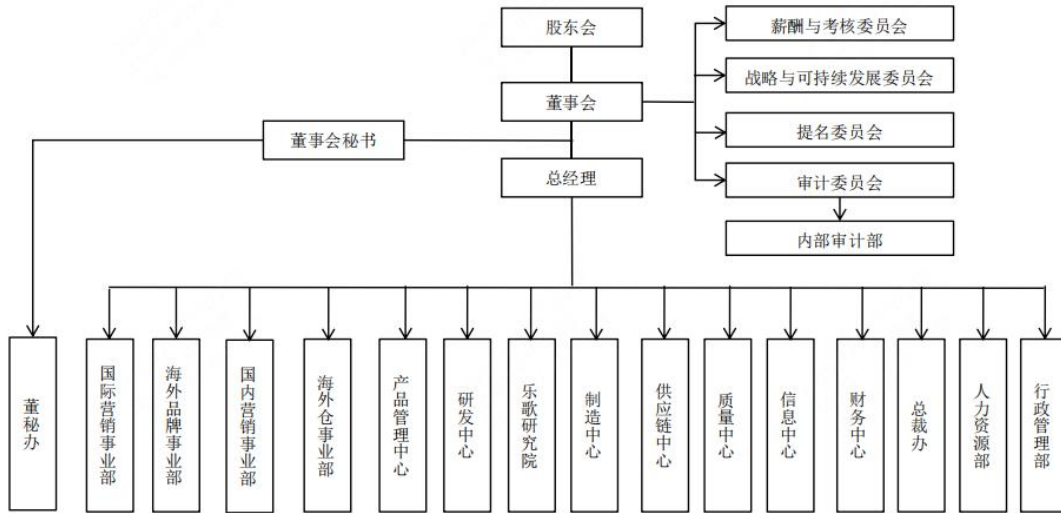 股东会
薪酬与考核委员会
战略与可持续发展委员会
董事会
提名委员会
董事会秘书
总经理
审计委员会
内部审计部
董秘办
国际营销事业部
海外品牌事业部
国内营销事业部
海外仓事业部
产品管理中心
研发中心
乐歌研究院
制造中心
供应链中心
质量中心
信息中心
财务中心
总裁办
人力资源部
行政管理部